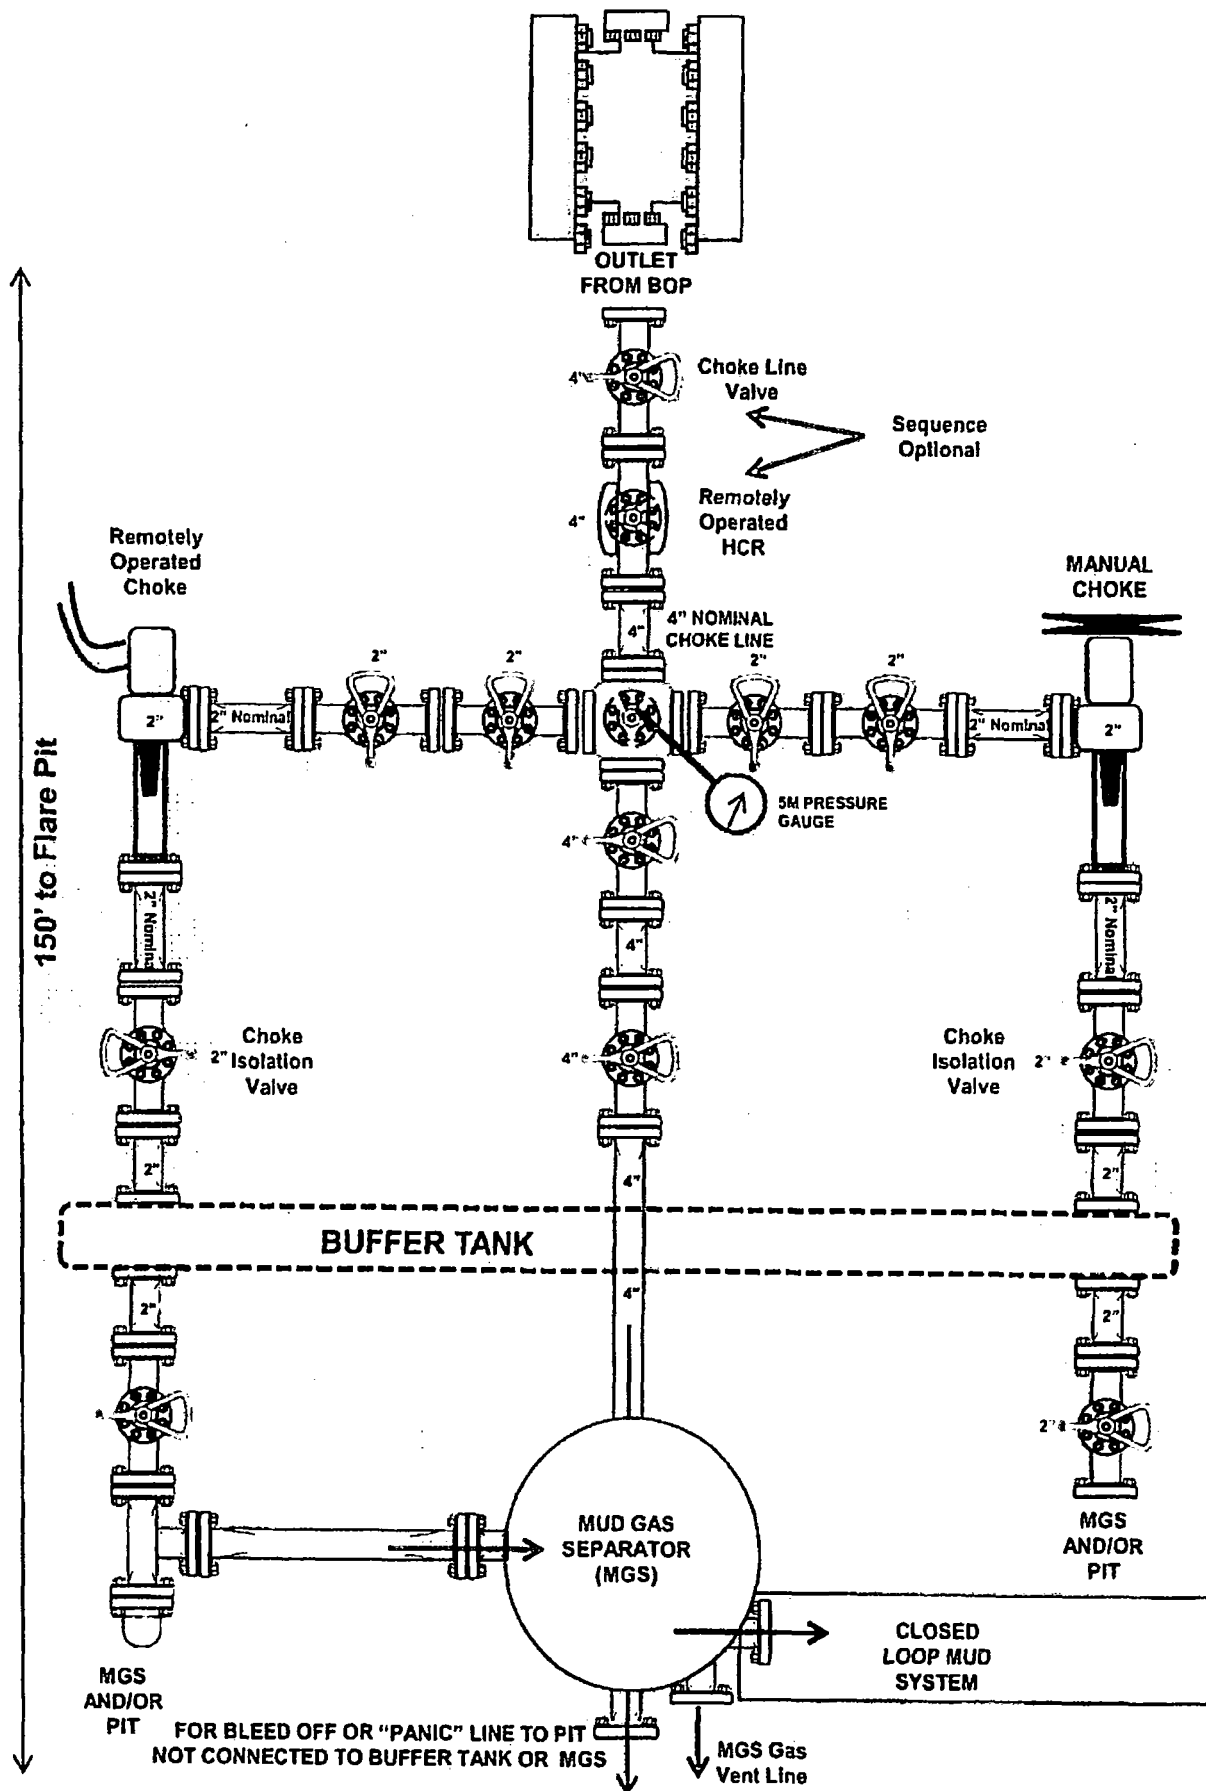 OUTLET
FROM BOP
4"
Choke Line
Valve
Sequence
Optional
4"
Remotely
Operated
HCR
Remotely
Operated
Choke
MANUAL
CHOKE
4"
4" NOMINAL
CHOKE LINE
2"
2"
2"
2"
2"
2" Nominal
2" Nominal
2"
5M PRESSURE
GAUGE
150' to Flare Pit
4"
2" Nominal
4"
2" Nominal
2"
Choke
Isolation
Valve
4"
Choke
Isolation
Valve
2"
2"
4"
2"
BUFFER TANK
2"
4"
2"
2"
MUD GAS
SEPARATOR
(MGS)
MGS
AND/OR
PIT
CLOSED
LOOP MUD
SYSTEM
MGS
AND/OR
PIT
FOR BLEED OFF OR "PANIC" LINE TO PIT
NOT CONNECTED TO BUFFER TANK OR MGS
MGS Gas
Vent Line